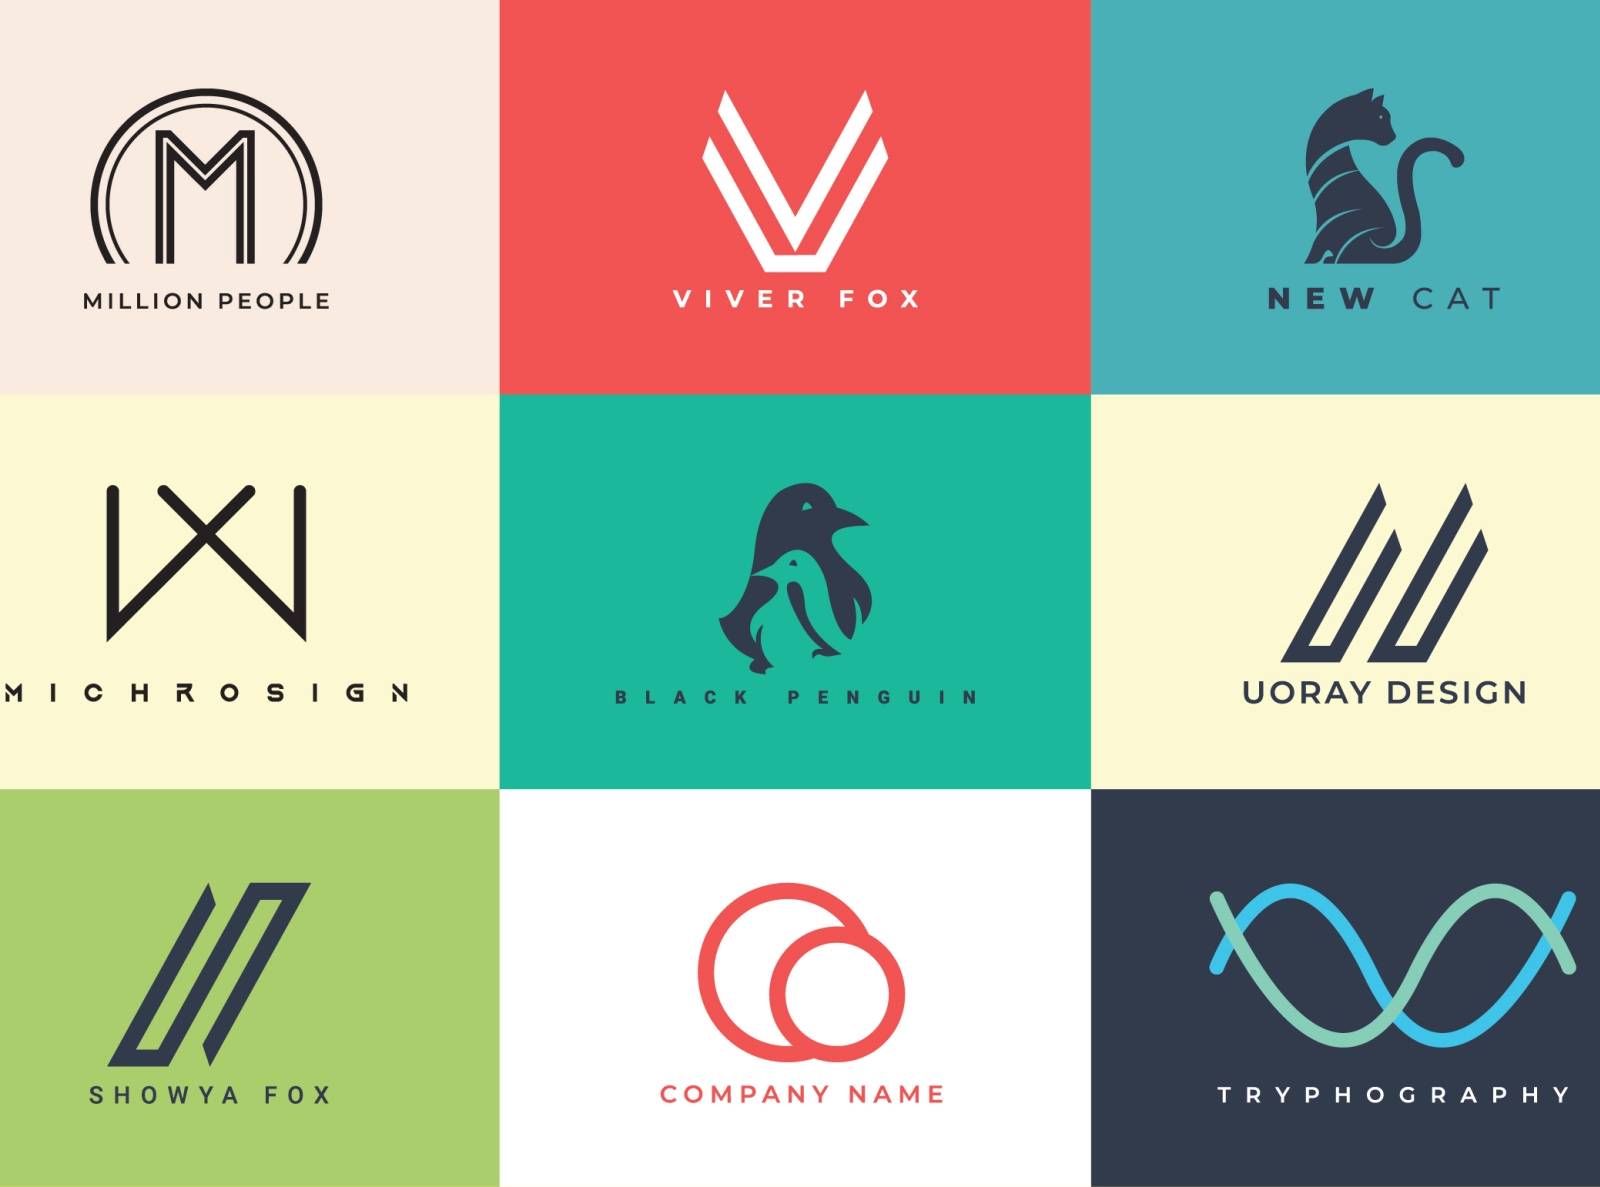 MILLION PEOPLE
VIVER FOX
NEW CAT
MICHROSIGN
BLACK PENGUIN
UORAY DESIGN
SHOWYA FOX
COMPANY NAME
TRYPHOGRAPHY